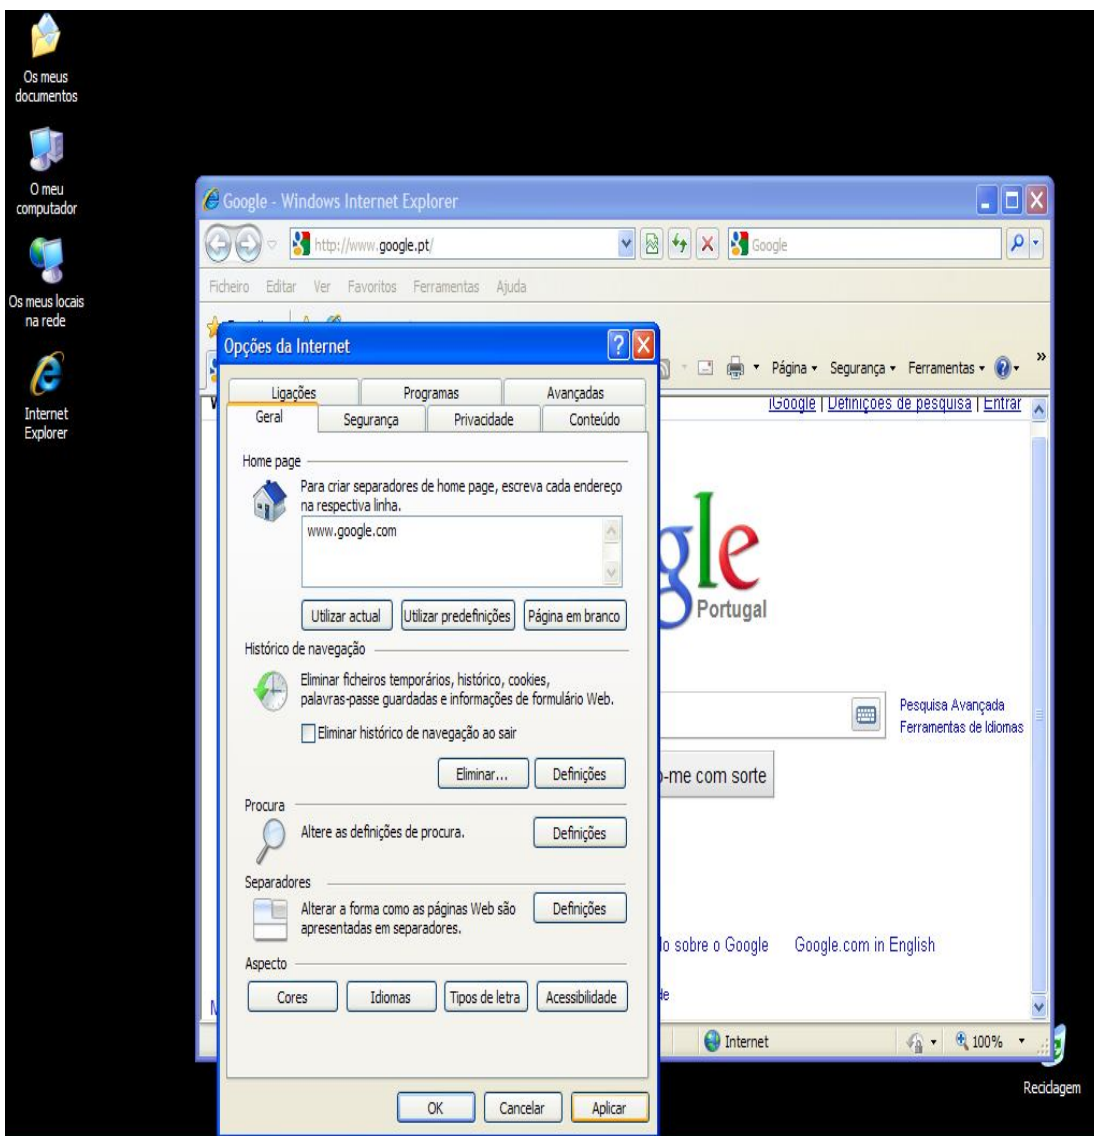 Os meus
documentos
O meu
computador
Os meus locais
na rede
Internet
Explorer
Google - Windows Internet Explorer
http://www.google.pt/
Google
Ficheiro Editar Ver Favoritos Ferramentas Ajuda
Página Segurança Ferramentas »
iGoogle | Definições de pesquisa | Entrar
Opções da Internet
Ligações Programas Avançadas
Geral Segurança Privacidade Conteúdo
Home page
Para criar separadores de home page, escreva cada endereço
na respectiva linha.
www.google.com
Utilizar actual Utilizar predefinições Página em branco
Histórico de navegação
Eliminar ficheiros temporários, histórico, cookies,
palavras-passe guardadas e informações de formulário Web.
Eliminar histórico de navegação ao sair
Eliminar... Definições
Procura
Altere as definições de procura.
Definições
Separadores
Alterar a forma como as páginas Web são
apresentadas em separadores.
Definições
Aspecto
Cores Idiomas Tipos de letra Acessibilidade
OK Cancelar Aplicar
gle
Portugal
Pesquisa Avançada
Ferramentas de Idiomas
o-me com sorte
do sobre o Google Google.com in English
de
Internet
100%
Reciclagem